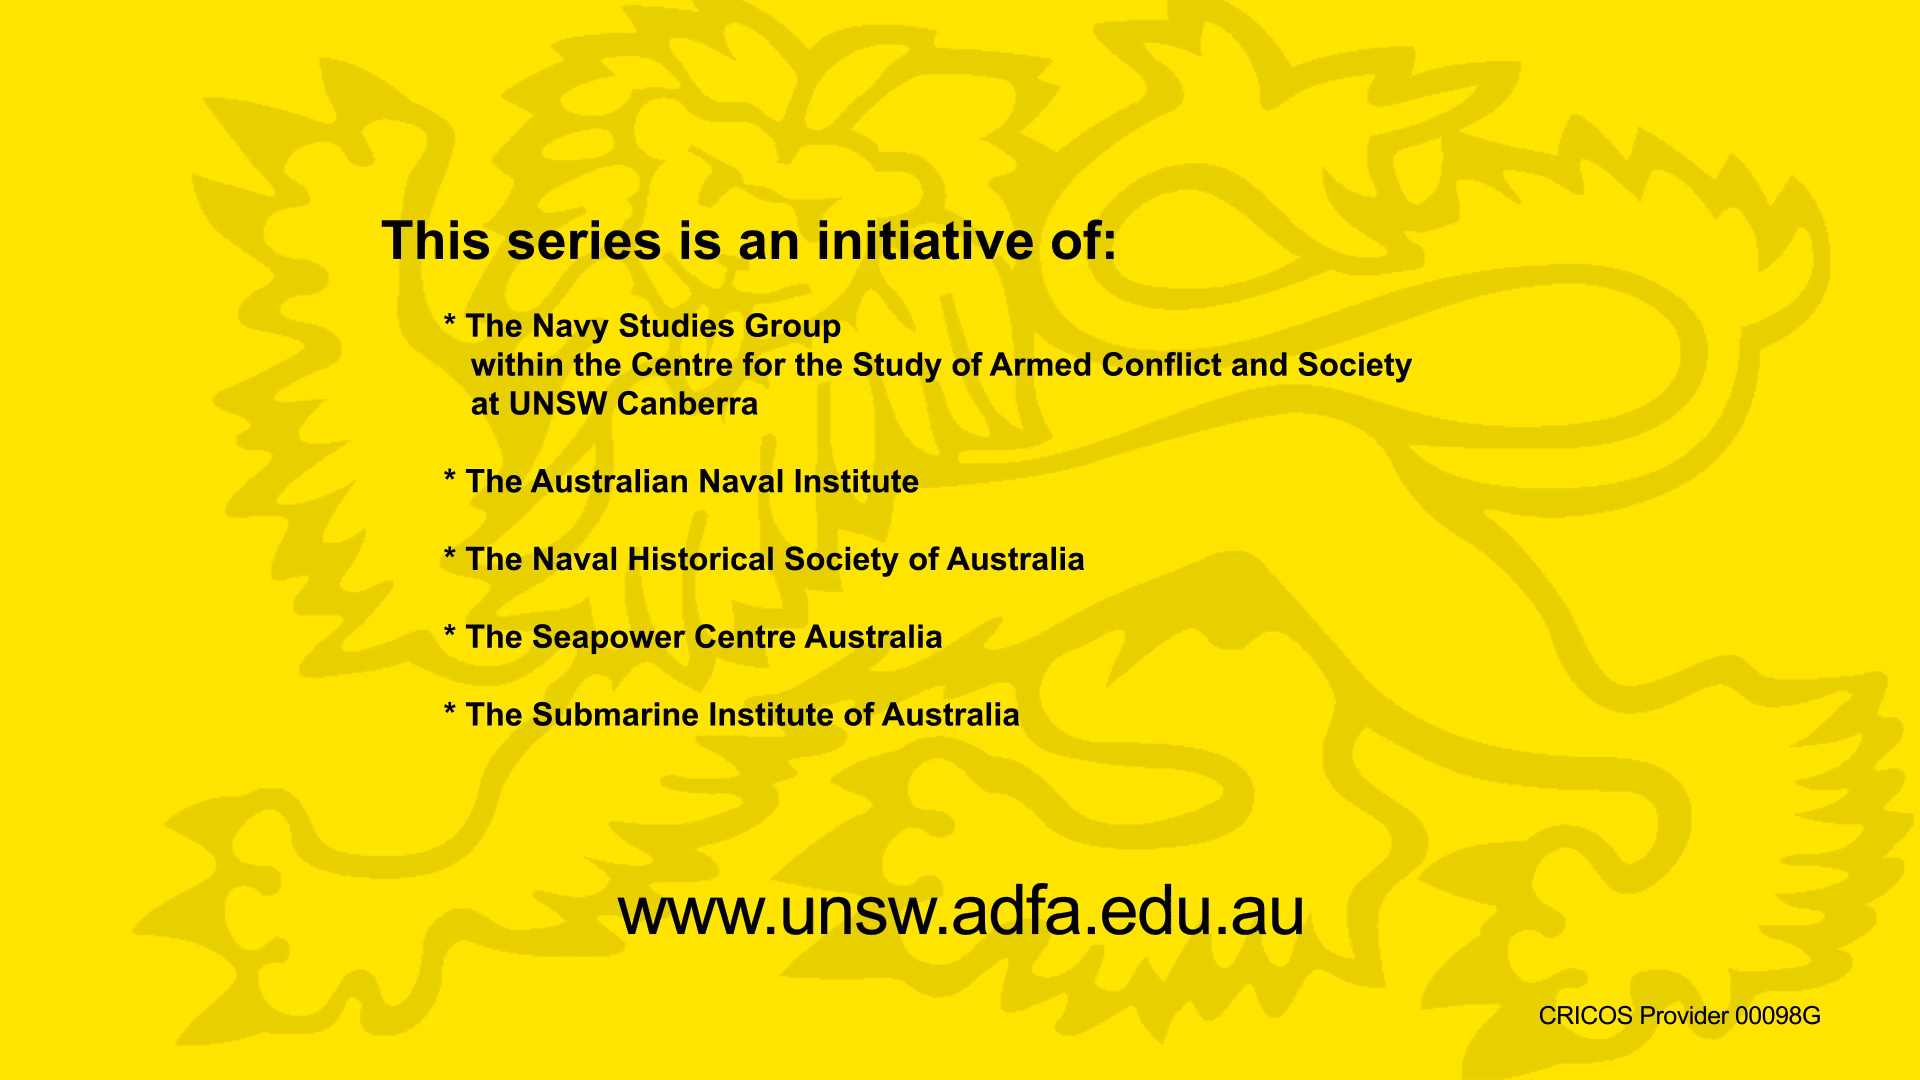 This series is an initiative of:
* The Navy Studies Group
within the Centre for the Study of Armed Conflict and Society
at UNSW Canberra
* The Australian Naval Institute
* The Naval Historical Society of Australia
* The Seapower Centre Australia
* The Submarine Institute of Australia
www.unsw.adfa.edu.au
CRICOS Provider 00098G